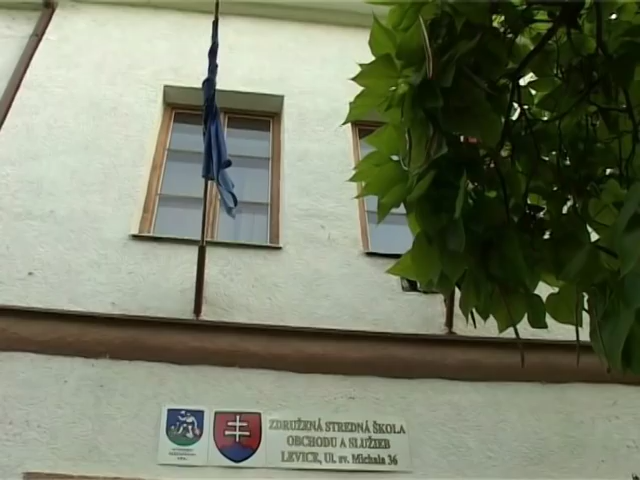 ZDRUŽENÁ STREDNÁ ŠKOLA
OBCHODU A SLUŽIEB
LEVICE, Ul. sv. Michala 36